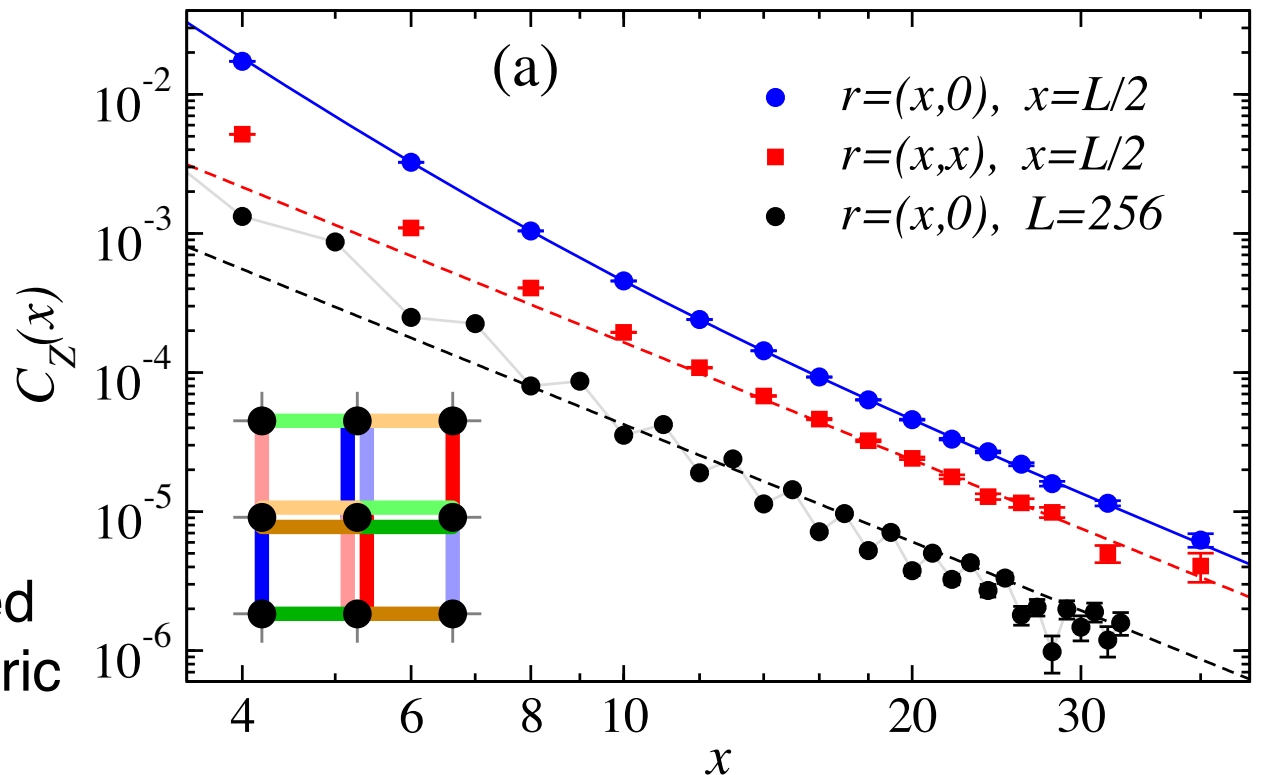 (a)
r=(x,0), x=L/2
r=(x,x), x=L/2
r=(x,0), L=256
C_Z(x)
10^-2
10^-3
10^-4
10^-5
10^-6
ed
ric
4 6 8 10 20 30
x